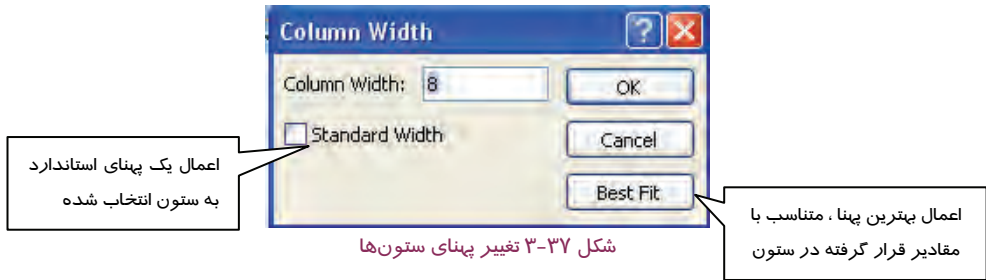 Column Width
Column Width: 8
OK
Standard Width
Cancel
Best Fit
اعمال یک پهنای استاندارد
به ستون انتخاب شده
اعمال بهترین پهنا ، متناسب با
مقادیر قرار گرفته در ستون
شکل ۳۷-۳ تغییر پهنای ستون‌ها